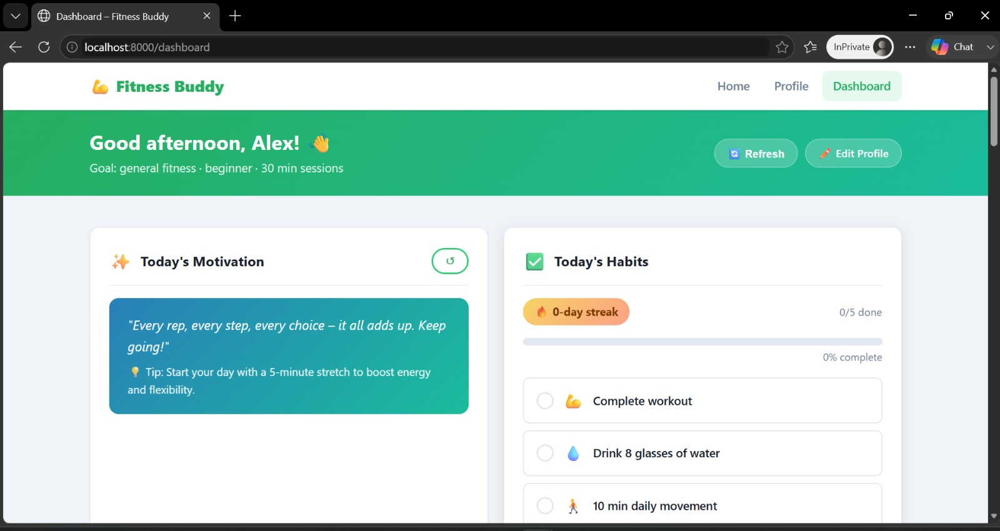 Dashboard – Fitness Buddy
localhost:8000/dashboard
InPrivate
Chat
Fitness Buddy
Home
Profile
Dashboard
Good afternoon, Alex!
Goal: general fitness · beginner · 30 min sessions
Refresh
Edit Profile
Today's Motivation
"Every rep, every step, every choice – it all adds up. Keep
going!"
Tip: Start your day with a 5-minute stretch to boost energy
and flexibility.
Today's Habits
0-day streak
0/5 done
0% complete
Complete workout
Drink 8 glasses of water
10 min daily movement